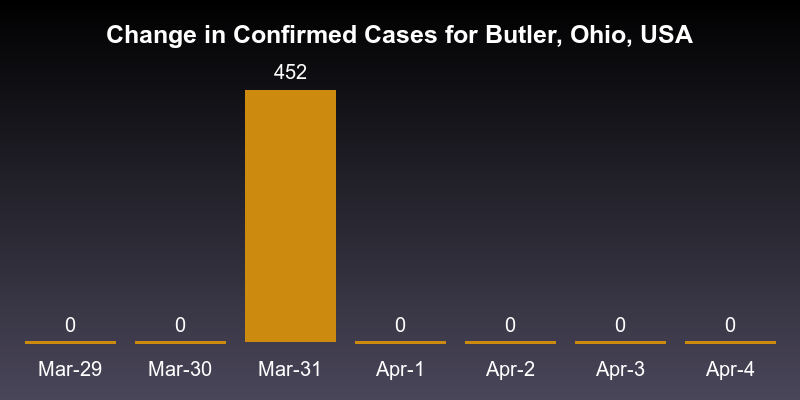 Change in Confirmed Cases for Butler, Ohio, USA
452
0 0 0 0 0 0
Mar-29 Mar-30 Mar-31 Apr-1 Apr-2 Apr-3 Apr-4